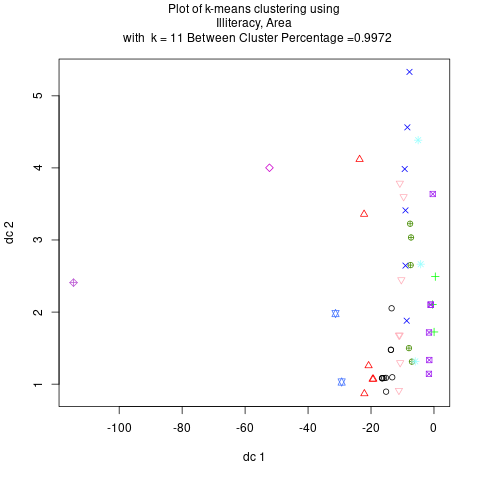 Plot of k-means clustering using
Illiteracy, Area
with  k = 11 Between Cluster Percentage =0.9972
5
4
3
2
1
dc 2
-100 -80 -60 -40 -20 0
dc 1